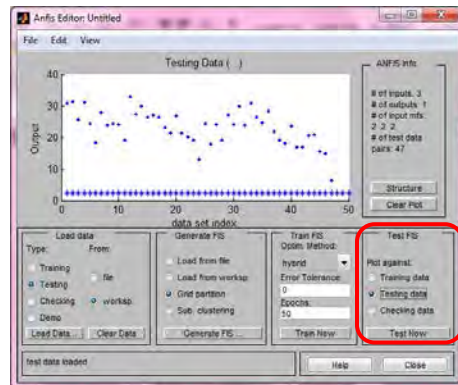 Anfis Editor: Untitled
File Edit View
Testing Data ( )
40
30
20
10
0
Output
0 10 20 30 40 50
data set index
ANFIS Info.
# of inputs: 3
# of outputs: 1
# of input mfs:
2 2 2
# of test data
pairs: 47
Structure
Clear Plot
Load data
Type: From:
Training
Testing
Checking
Demo
file
worksp.
Load Data... Clear Data
Generate FIS
Load from file
Load from worksp.
Grid partition
Sub. clustering
Generate FIS ...
Train FIS
Optim. Method:
hybrid
Error Tolerance:
0
Epochs:
50
Train Now
Test FIS
Plot against:
Training data
Testing data
Checking data
Test Now
test data loaded
Help Close